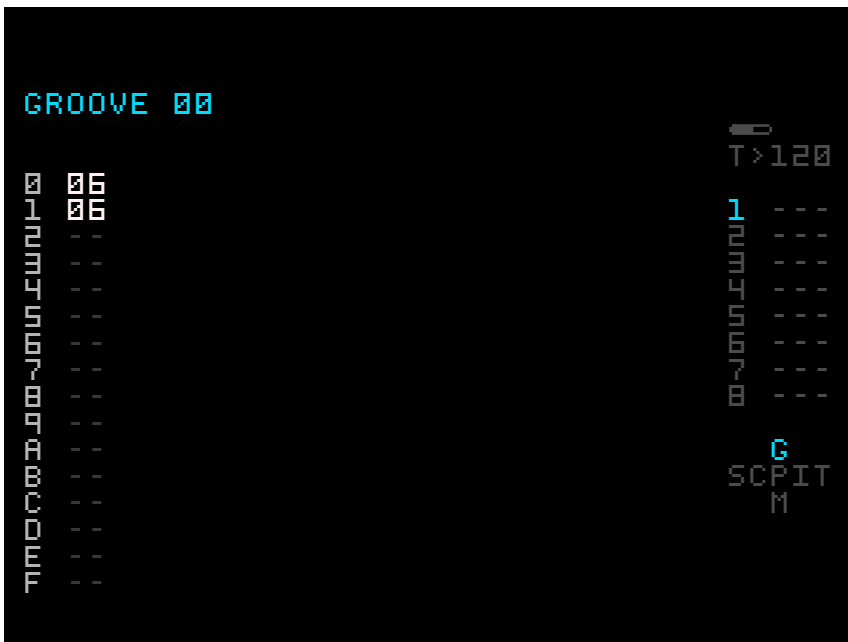 GROOVE 00
T>120
0 06
1 06 1 ---
2 -- 2 ---
3 -- 3 ---
4 -- 4 ---
5 -- 5 ---
6 -- 6 ---
7 -- 7 ---
8 -- 8 ---
9 --
A -- G
B -- SCPIT
C -- M
D --
E --
F --